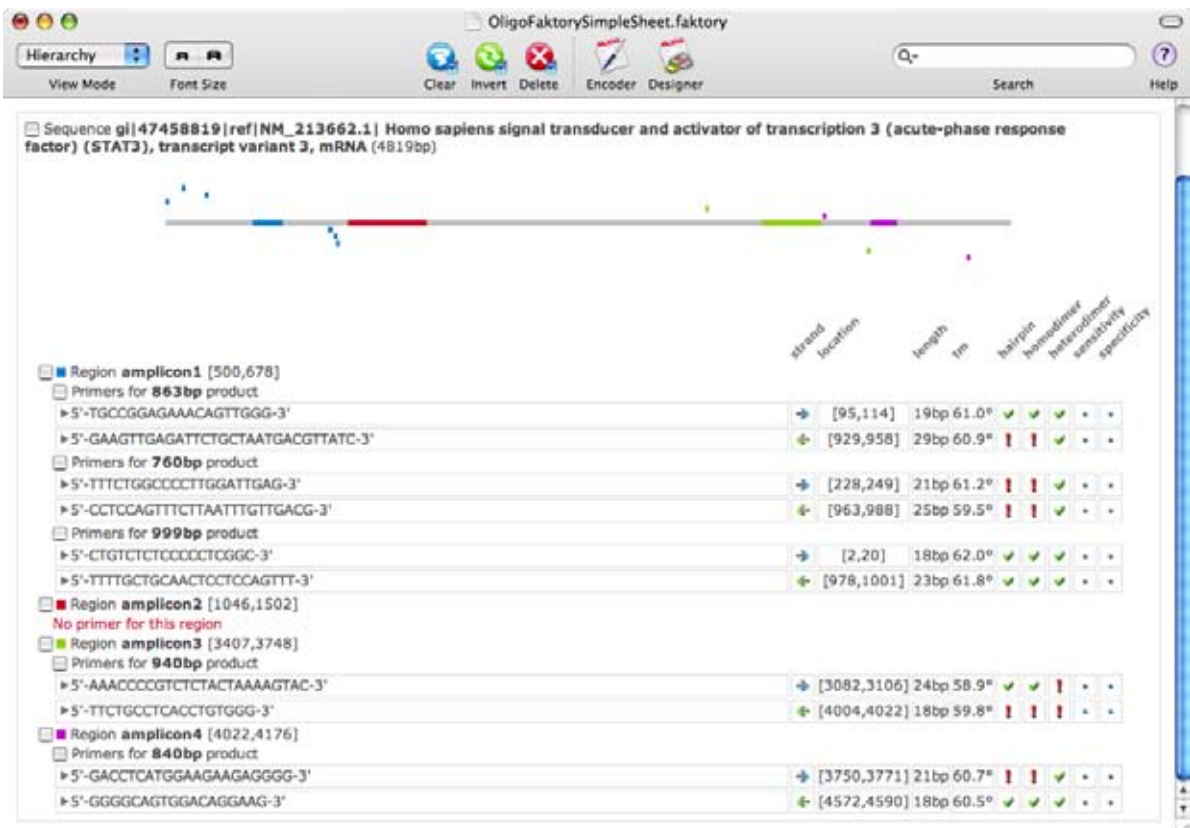 OligoFaktorySimpleSheet.faktory
Hierarchy
View Mode Font Size Clear Invert Delete Encoder Designer Search Help
Sequence gi|47458819|ref|NM_213662.1| Homo sapiens signal transducer and activator of transcription 3 (acute-phase response
factor) (STAT3), transcript variant 3, mRNA (4819bp)
strand location length tm hairpin homodimer heterodimer sensitivity specificity
Region amplicon1 [500,678]
Primers for 863bp product
5'-TGCCGGAGAAACAGTTGGG-3' [95,114] 19bp 61.0°
5'-GAAGTTGAGATTCTGCTAATGACGTTATC-3' [929,958] 29bp 60.9°
Primers for 760bp product
5'-TTTCTGGCCCCTTGGATTGAG-3' [228,249] 21bp 61.2°
5'-CCTCCAGTTTCTTAATTTGTTGACG-3' [963,988] 25bp 59.5°
Primers for 999bp product
5'-CTGTCTCTCCCCCTCGGC-3' [2,20] 18bp 62.0°
5'-TTTTGCTGCAACTCCTCCAGTTT-3' [978,1001] 23bp 61.8°
Region amplicon2 [1046,1502]
No primer for this region
Region amplicon3 [3407,3748]
Primers for 940bp product
5'-AAACCCCGTCTCTACTAAAAGTAC-3' [3082,3106] 24bp 58.9°
5'-TTCTGCCTCACCTGTGGG-3' [4004,4022] 18bp 59.8°
Region amplicon4 [4022,4176]
Primers for 840bp product
5'-GACCTCATGGAAGAAGAGGGG-3' [3750,3771] 21bp 60.7°
5'-GGGGCAGTGGACAGGAAG-3' [4572,4590] 18bp 60.5°